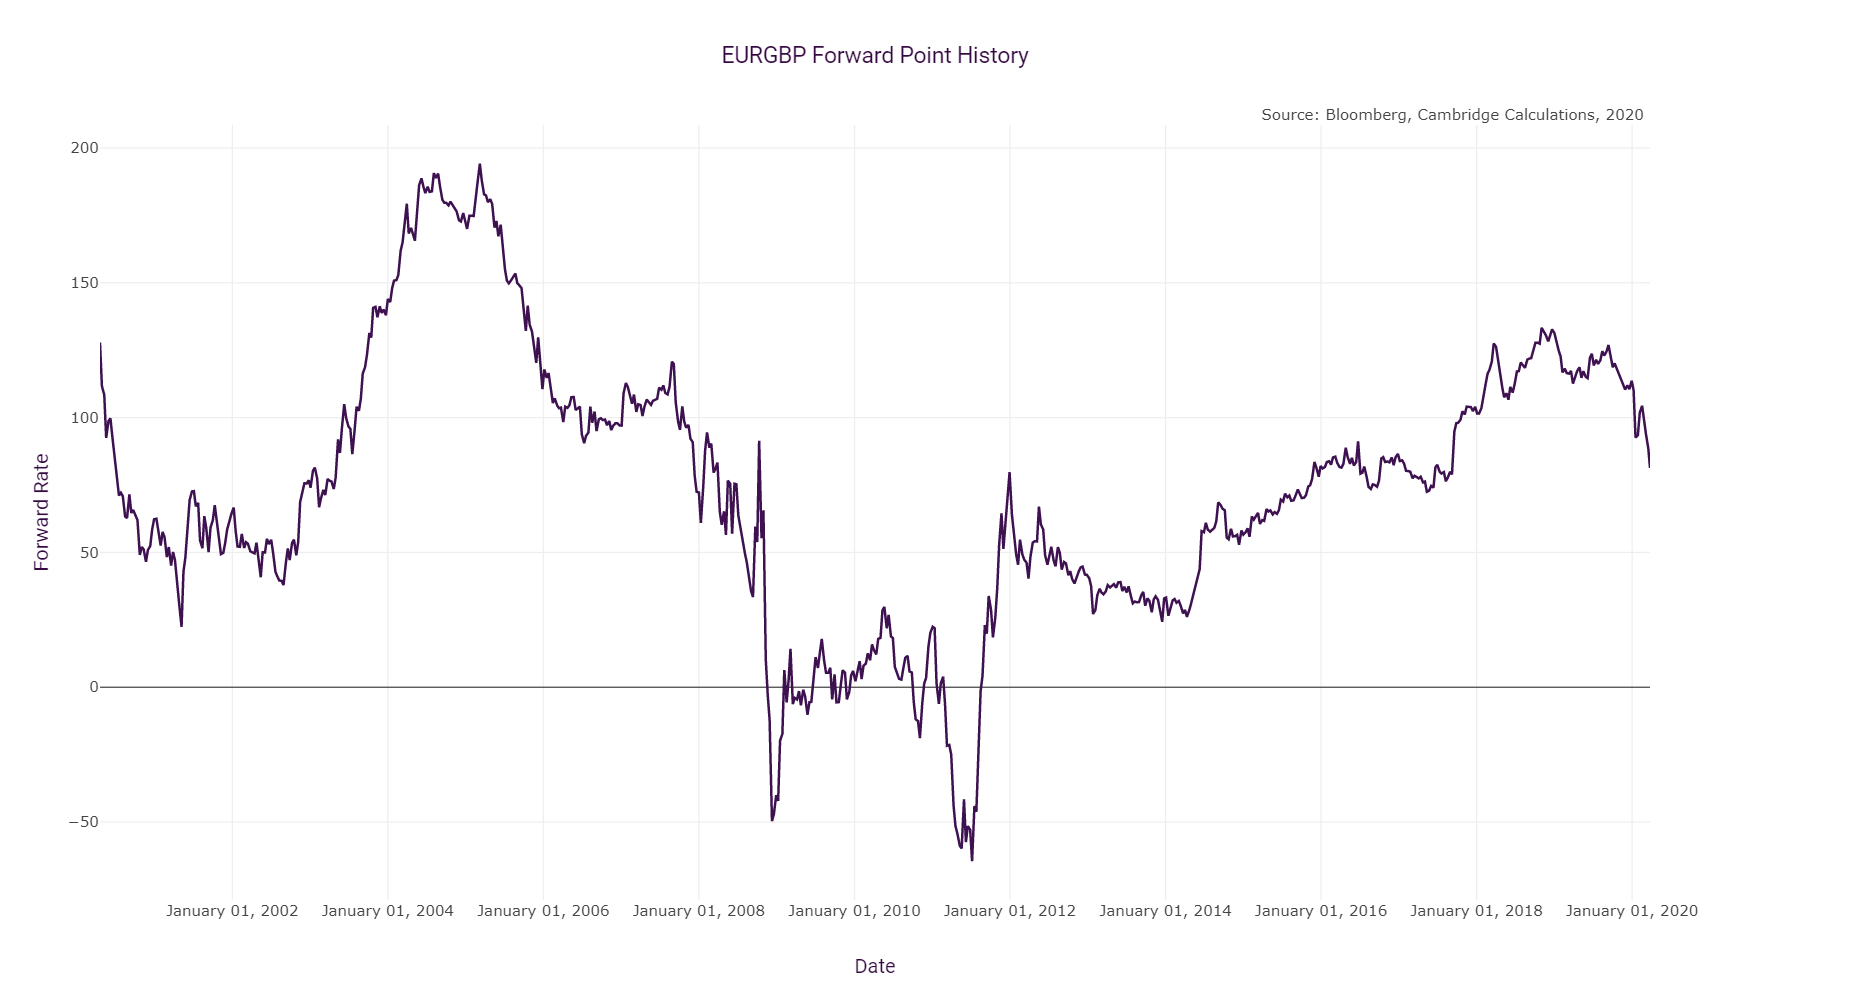 EURGBP Forward Point History
Source: Bloomberg, Cambridge Calculations, 2020
200
150
100
50
0
−50
Forward Rate
January 01, 2002
January 01, 2004
January 01, 2006
January 01, 2008
January 01, 2010
January 01, 2012
January 01, 2014
January 01, 2016
January 01, 2018
January 01, 2020
Date